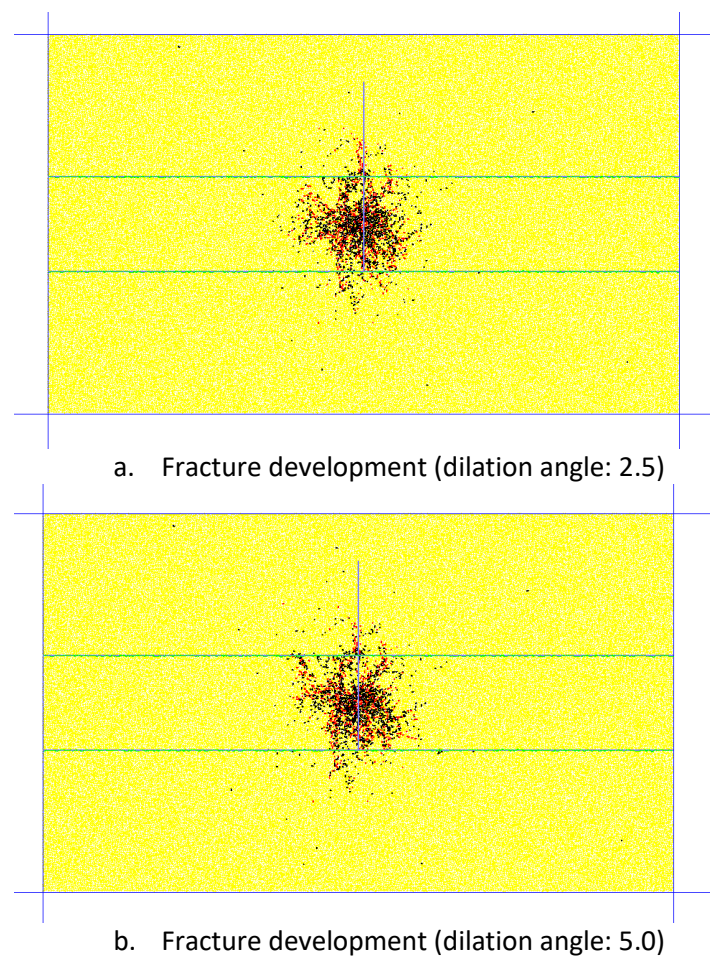 a. Fracture development (dilation angle: 2.5)
b. Fracture development (dilation angle: 5.0)